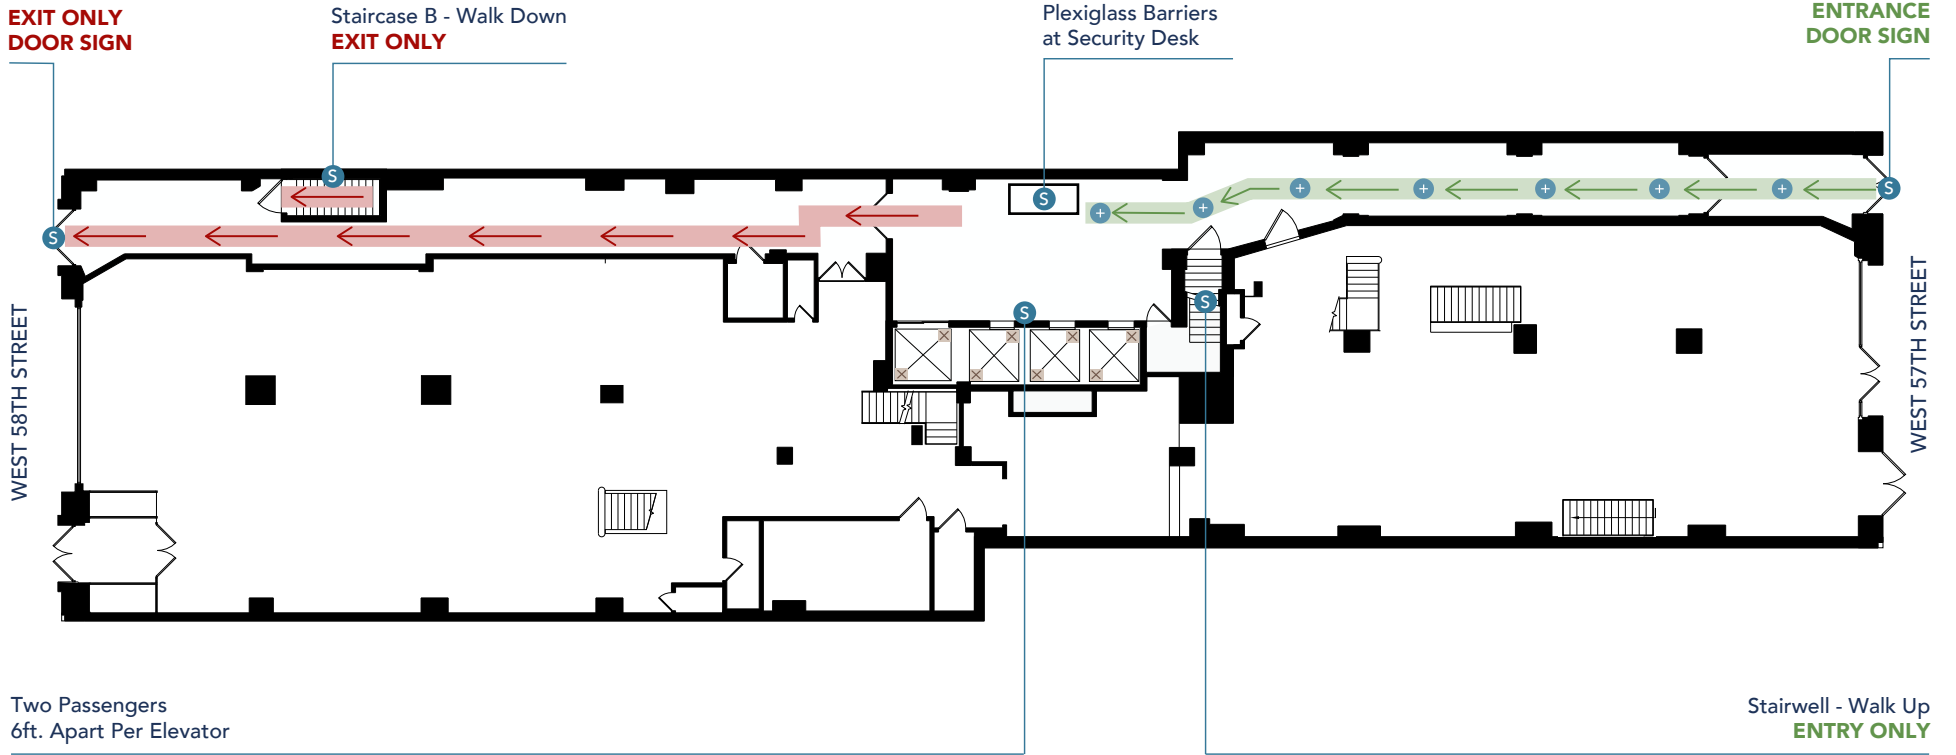 EXIT ONLY
DOOR SIGN
Staircase B - Walk Down
EXIT ONLY
Plexiglass Barriers
at Security Desk
ENTRANCE
DOOR SIGN
S
S
S
+
+
+
+
+
+
+
S
S
S
S
WEST 58TH STREET
WEST 57TH STREET
Two Passengers
6ft. Apart Per Elevator
Stairwell - Walk Up
ENTRY ONLY